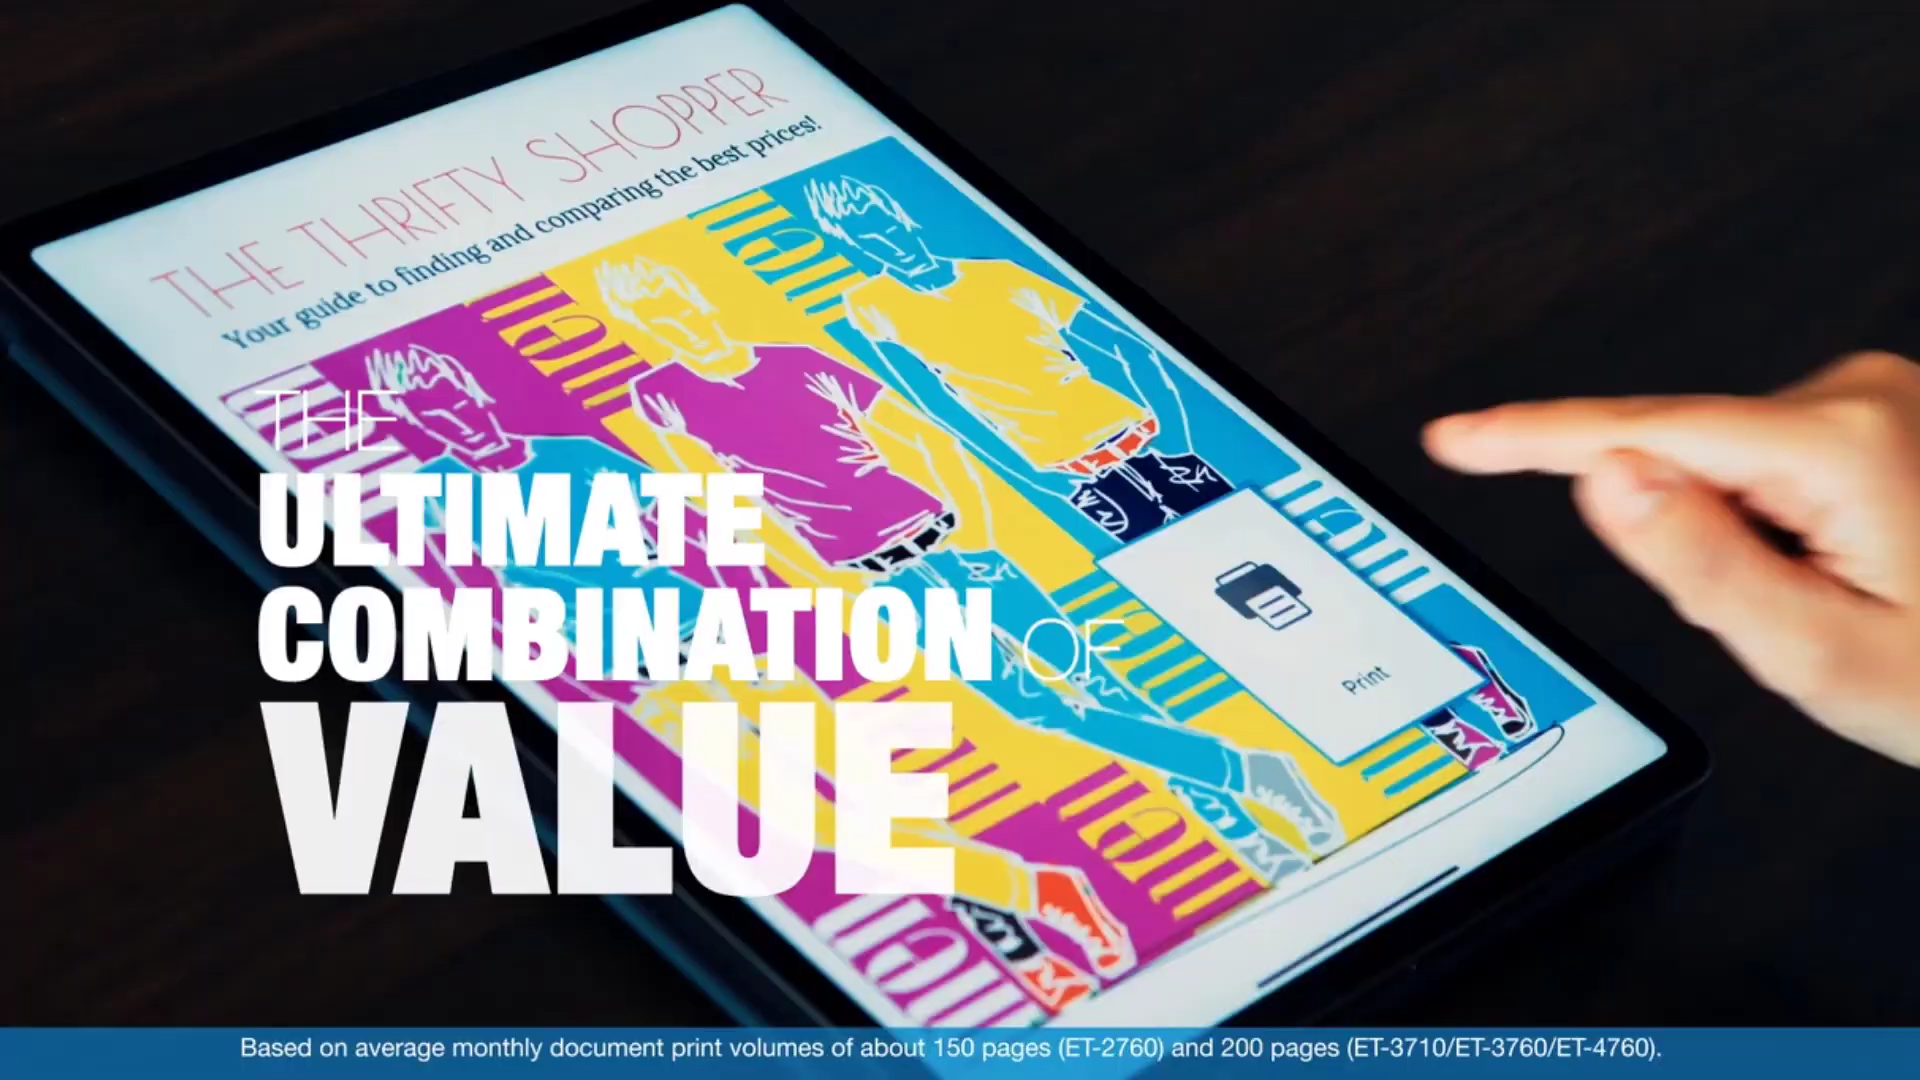 THE THRIFTY SHOPPER
Your guide to finding and comparing the best prices!
THE
ULTIMATE
COMBINATION OF
VALUE
Print
Based on average monthly document print volumes of about 150 pages (ET-2760) and 200 pages (ET-3710/ET-3760/ET-4760).